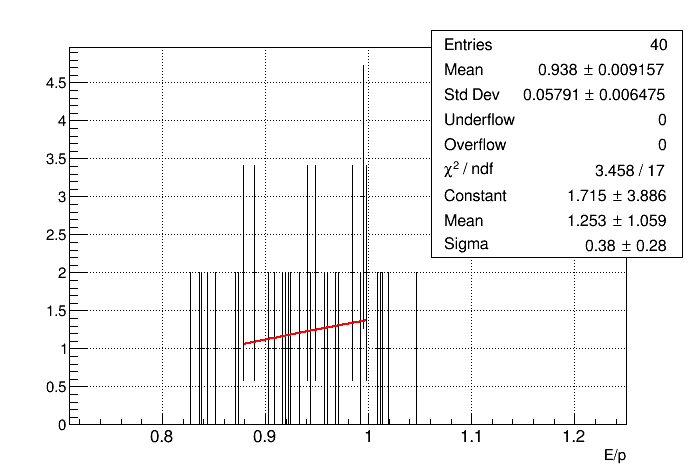 Entries 40
Mean 0.938 ± 0.009157
Std Dev 0.05791 ± 0.006475
Underflow 0
Overflow 0
χ² / ndf 3.458 / 17
Constant 1.715 ± 3.886
Mean 1.253 ± 1.059
Sigma 0.38 ± 0.28
4.5
4
3.5
3
2.5
2
1.5
1
0.5
0
0.8 0.9 1 1.1 1.2
E/p